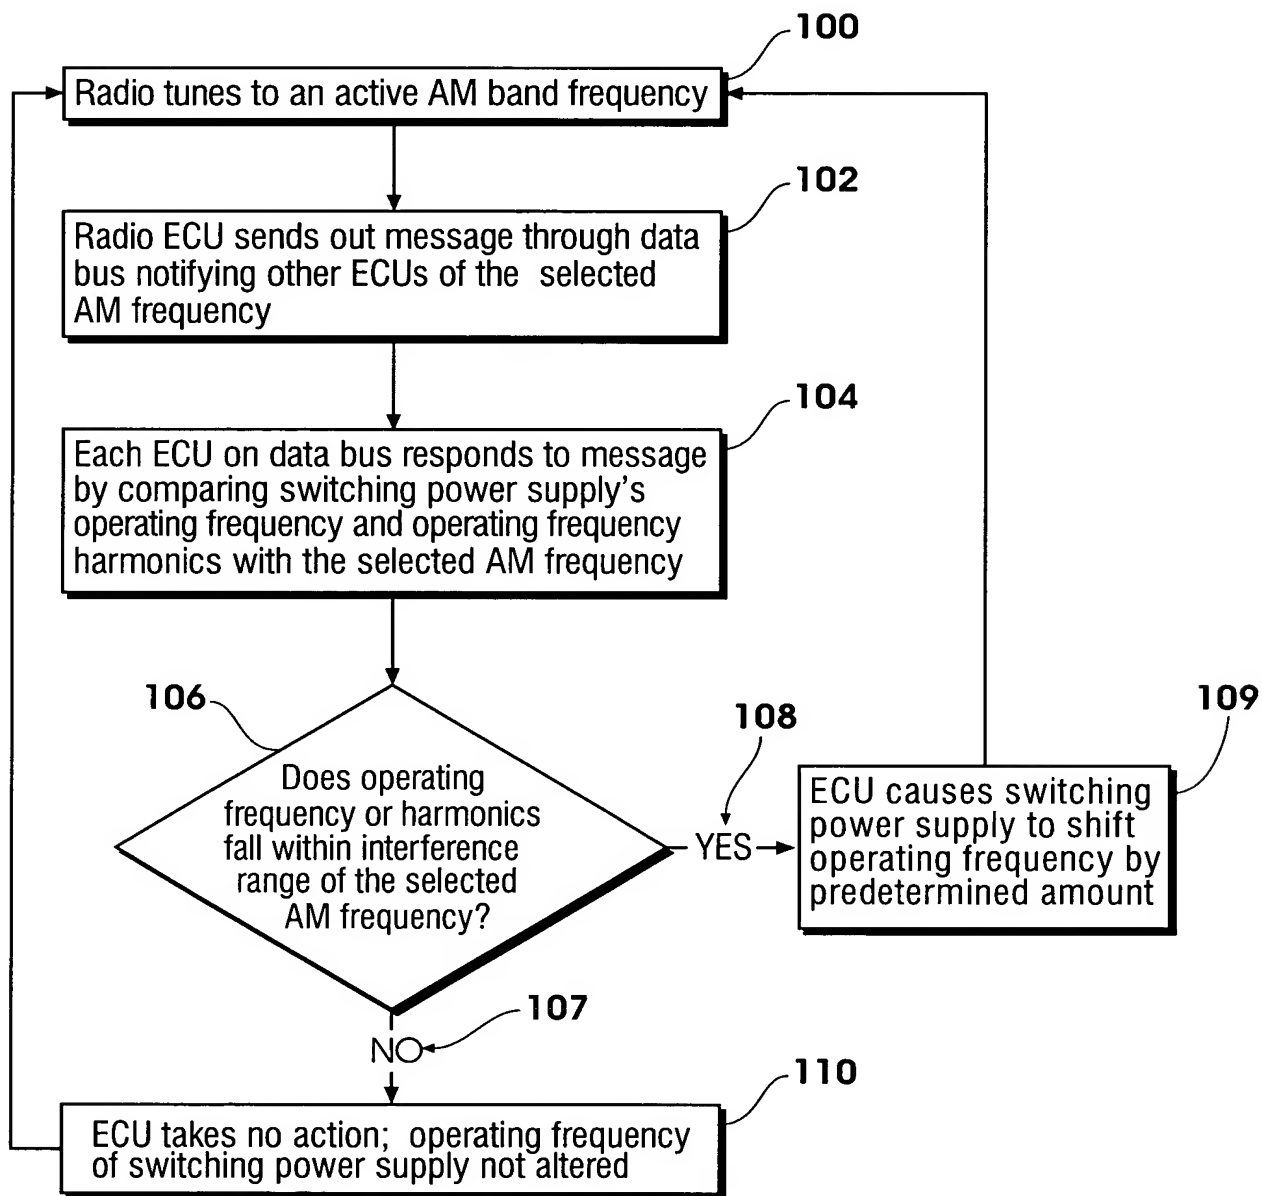 100
Radio tunes to an active AM band frequency
102
Radio ECU sends out message through data
bus notifying other ECUs of the selected
AM frequency
104
Each ECU on data bus responds to message
by comparing switching power supply's
operating frequency and operating frequency
harmonics with the selected AM frequency
106
Does operating
frequency or harmonics
fall within interference
range of the selected
AM frequency?
108
YES
109
ECU causes switching
power supply to shift
operating frequency by
predetermined amount
107
NO
110
ECU takes no action; operating frequency
of switching power supply not altered